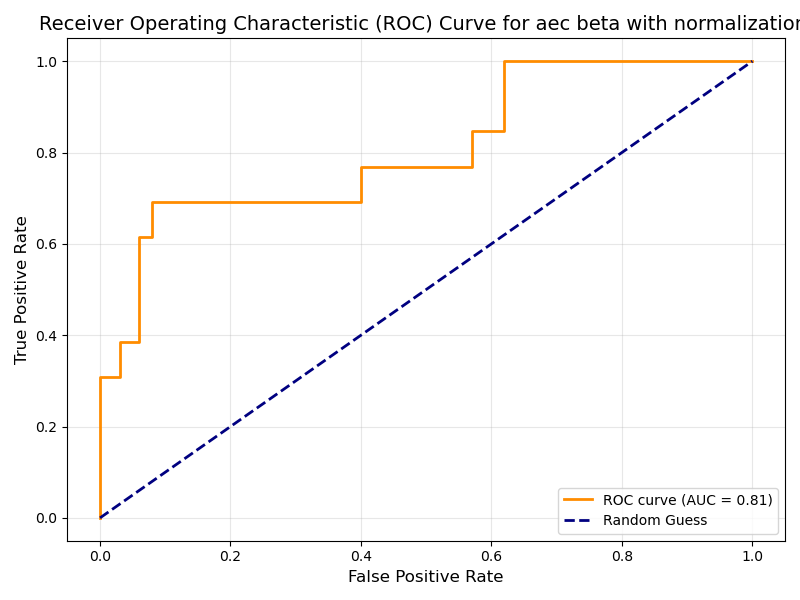 Receiver Operating Characteristic (ROC) Curve for aec beta with normalization
1.0
0.8
0.6
0.4
0.2
0.0
True Positive Rate
0.0 0.2 0.4 0.6 0.8 1.0
False Positive Rate
ROC curve (AUC = 0.81)
Random Guess